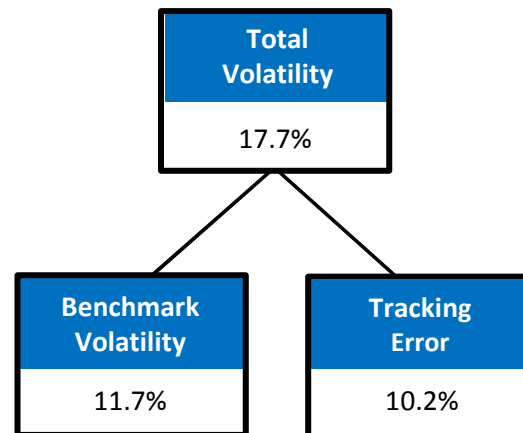 Total
Volatility
17.7%
Benchmark
Volatility
11.7%
Tracking
Error
10.2%